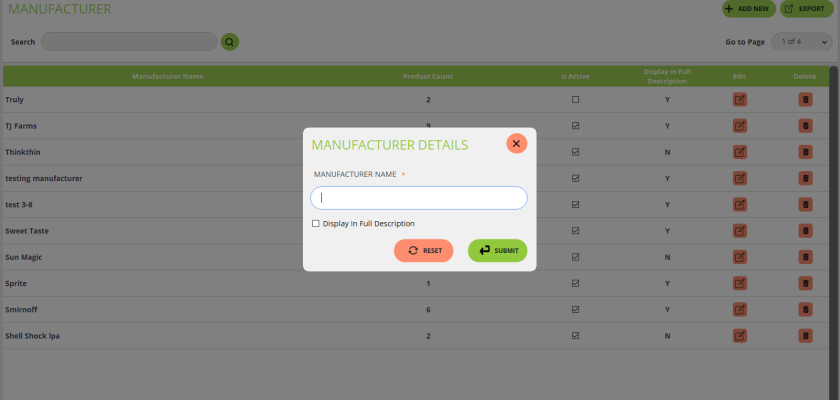 MANUFACTURER
ADD NEW
EXPORT
Search
Go to Page
1 of 4
Manufacturer Name Product Count Is Active Display In Full Description Edit Delete
Truly 2 Y
TJ Farms 9 Y
Thinkthin N
testing manufacturer Y
test 3-8 Y
Sweet Taste Y
Sun Magic N
Sprite 1 Y
Smirnoff 6 Y
Shell Shock Ipa 2 N
MANUFACTURER DETAILS
MANUFACTURER NAME *
Display In Full Description
RESET
SUBMIT